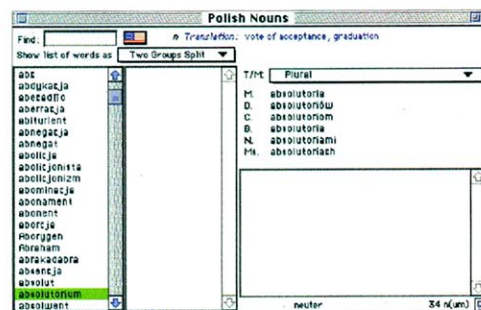 Polish Nouns
Find:
n Translation: vote of acceptance, graduation
Show list of words as Two Groups Split
T/M: Plural
abc
abdykacja
abecadło
aberracja
abiturient
abnegacja
abnegat
abolicja
abolicjonista
abolicjonizm
abominacja
abonament
abonent
aborcja
Aborygen
Abraham
abrakadabra
absencja
absolut
absolutorium
absolwent
M. absolutoria
D. absolutoriów
C. absolutoriom
B. absolutoria
N. absolutoriami
Ms. absolutoriach
neuter 34 n(um)